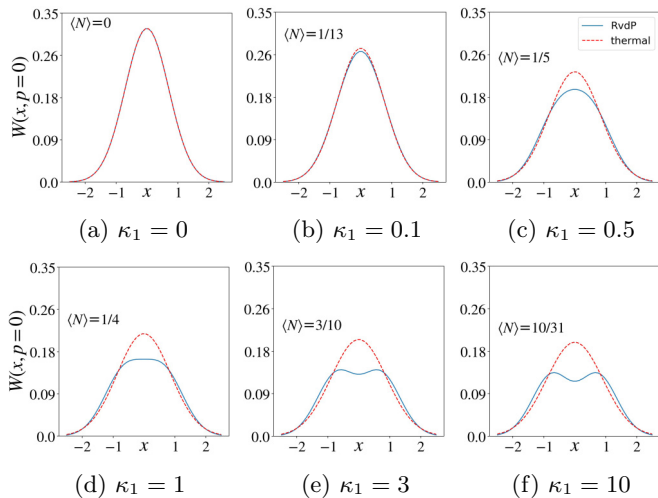 0.35
0.26
0.18
0.09
0.0
W(x, p=0)
⟨N⟩=0
−2 −1 x 1 2
(a) κ₁ = 0
0.35
0.26
0.18
0.09
0.0
⟨N⟩=1/13
−2 −1 x 1 2
(b) κ₁ = 0.1
0.35
0.26
0.18
0.09
0.0
RvdP
thermal
⟨N⟩=1/5
−2 −1 x 1 2
(c) κ₁ = 0.5
0.35
0.26
0.18
0.09
0.0
W(x, p=0)
⟨N⟩=1/4
−2 −1 x 1 2
(d) κ₁ = 1
0.35
0.26
0.18
0.09
0.0
⟨N⟩=3/10
−2 −1 x 1 2
(e) κ₁ = 3
0.35
0.26
0.18
0.09
0.0
⟨N⟩=10/31
−2 −1 x 1 2
(f) κ₁ = 10